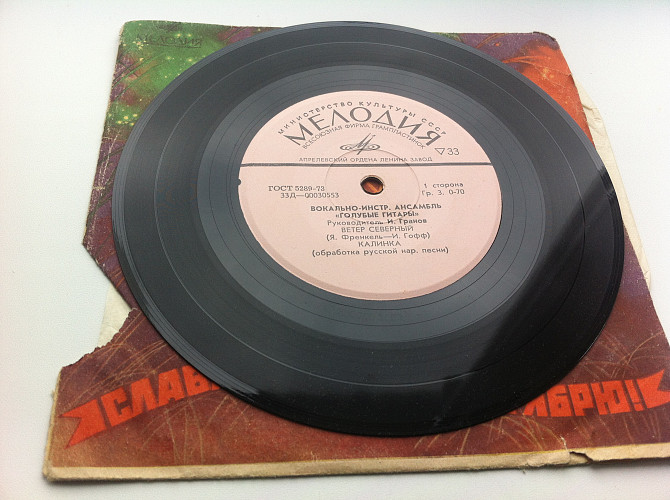 МЕЛОДИЯ
МИНИСТЕРСТВО КУЛЬТУРЫ СССР
МЕЛОДИЯ
ВСЕСОЮЗНАЯ ФИРМА ГРАМПЛАСТИНОК
▽33
АПРЕЛЕВСКИЙ ОРДЕНА ЛЕНИНА ЗАВОД
ГОСТ 5289-73
33Д—00030553
1 сторона
Гр. 3. 0-70
ВОКАЛЬНО-ИНСТР. АНСАМБЛЬ
«ГОЛУБЫЕ ГИТАРЫ»
Руководитель И. Гранов
ВЕТЕР СЕВЕРНЫЙ
(Я. Френкель—И. Гофф)
КАЛИНКА
(обработка русской нар. песни)
СЛАВ ЯБРЮ!